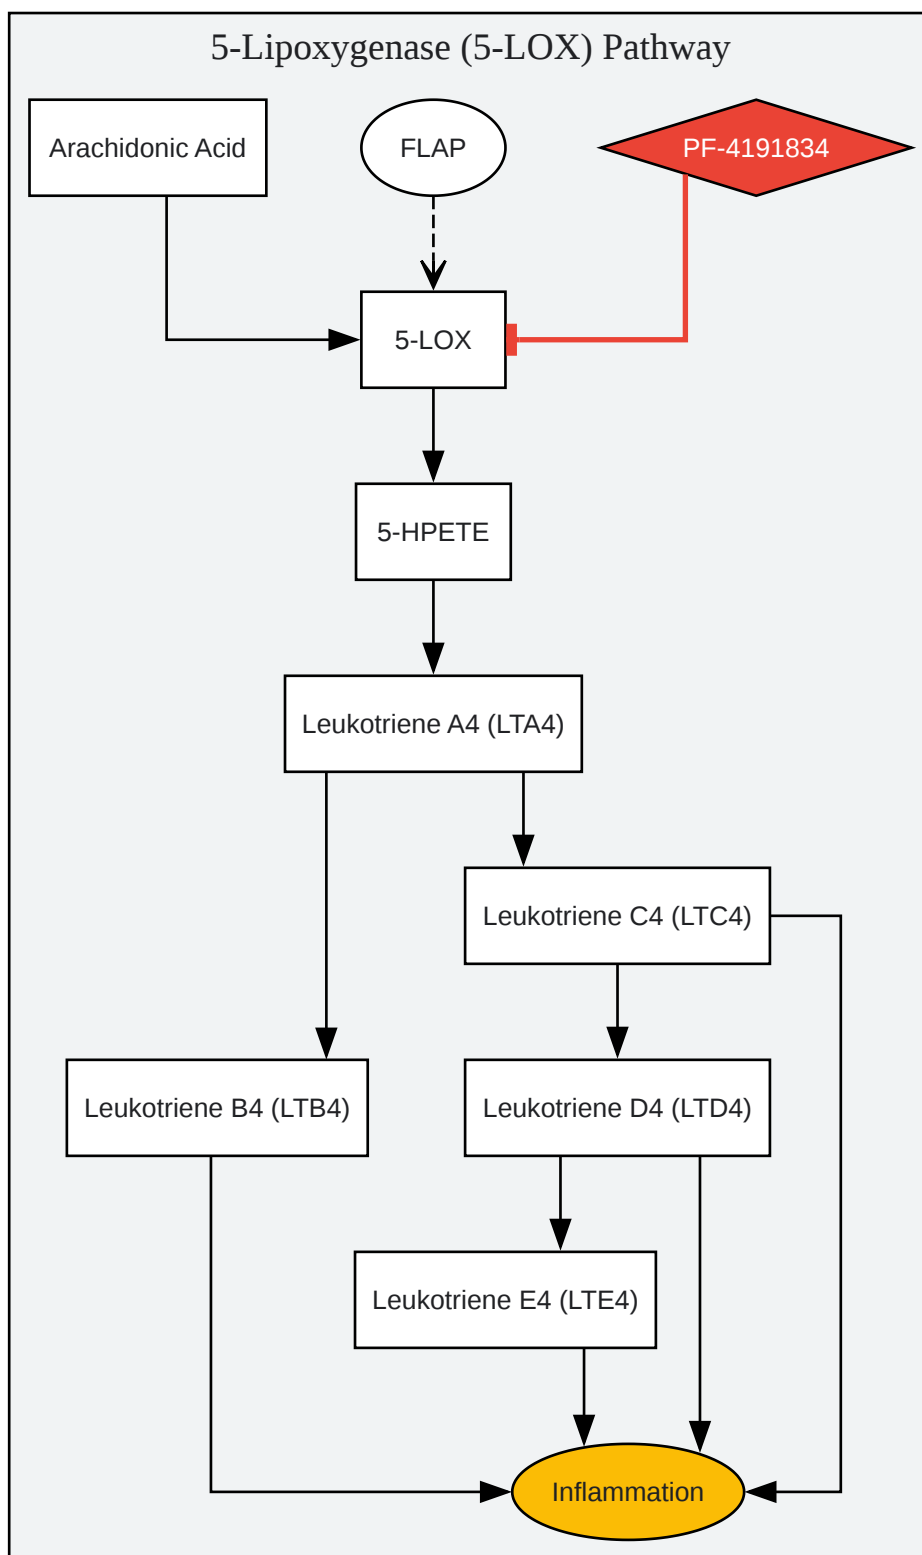 5-Lipoxygenase (5-LOX) Pathway
Arachidonic Acid
FLAP
PF-4191834
5-LOX
5-HPETE
Leukotriene A4 (LTA4)
Leukotriene C4 (LTC4)
Leukotriene B4 (LTB4)
Leukotriene D4 (LTD4)
Leukotriene E4 (LTE4)
Inflammation